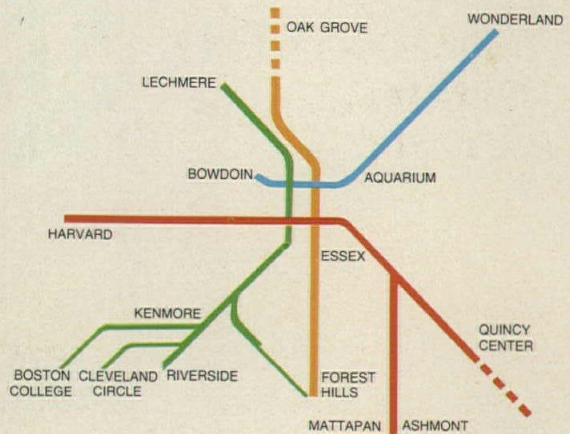 OAK GROVE
WONDERLAND
LECHMERE
BOWDOIN
AQUARIUM
HARVARD
ESSEX
KENMORE
QUINCY
CENTER
BOSTON
COLLEGE
CLEVELAND
CIRCLE
RIVERSIDE
FOREST
HILLS
MATTAPAN
ASHMONT